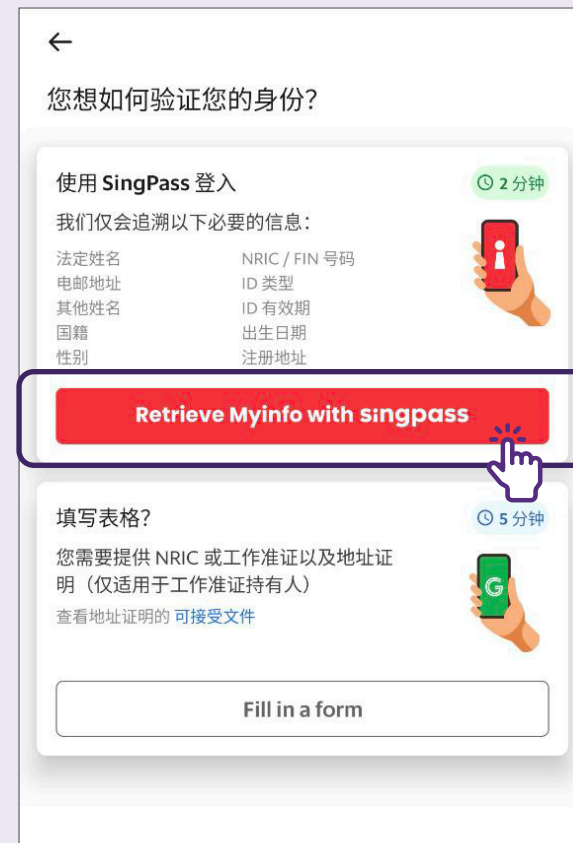 您想如何验证您的身份?
使用 SingPass 登入
2 分钟
我们仅会追溯以下必要的信息:
法定姓名 NRIC / FIN 号码
电邮地址 ID 类型
其他姓名 ID 有效期
国籍 出生日期
性别 注册地址
Retrieve Myinfo with singpass
填写表格?
5 分钟
您需要提供 NRIC 或工作准证以及地址证
明(仅适用于工作准证持有人)
查看地址证明的 可接受文件
G
Fill in a form